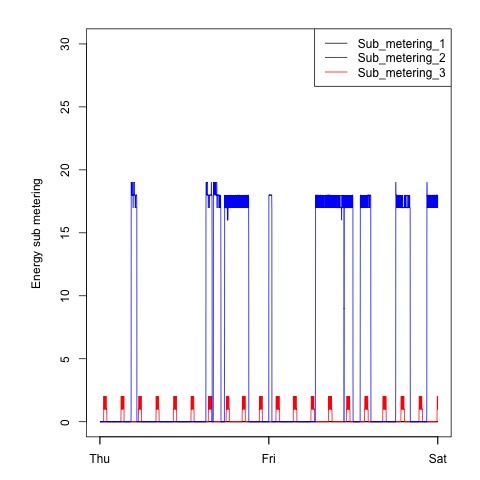 Sub_metering_1
Sub_metering_2
Sub_metering_3
Energy sub metering
30
25
20
15
10
5
0
Thu
Fri
Sat